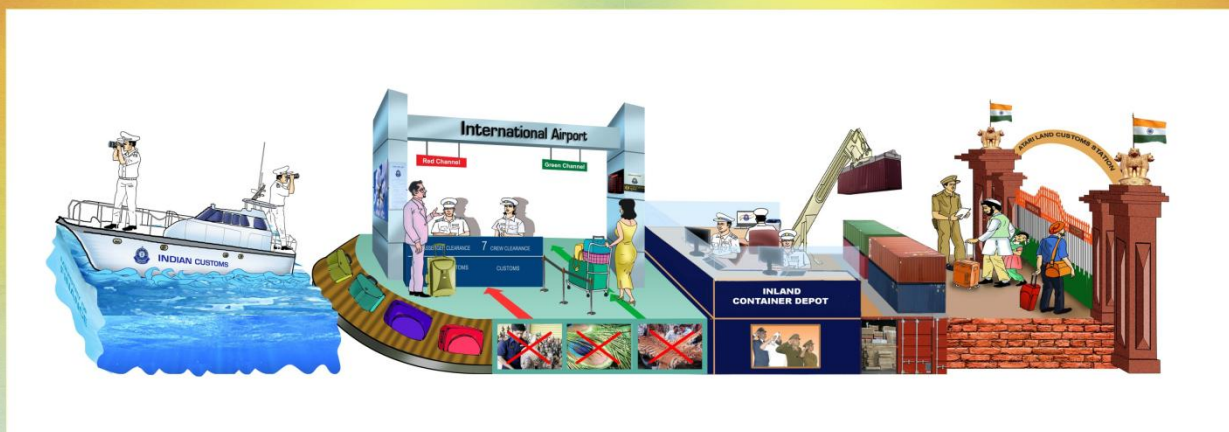 INDIAN CUSTOMS
International Airport
Red Channel
Green Channel
CLEARANCE 7 CREW CLEARANCE
CUSTOMS
INLAND
CONTAINER DEPOT
ATARI LAND CUSTOMS STATION